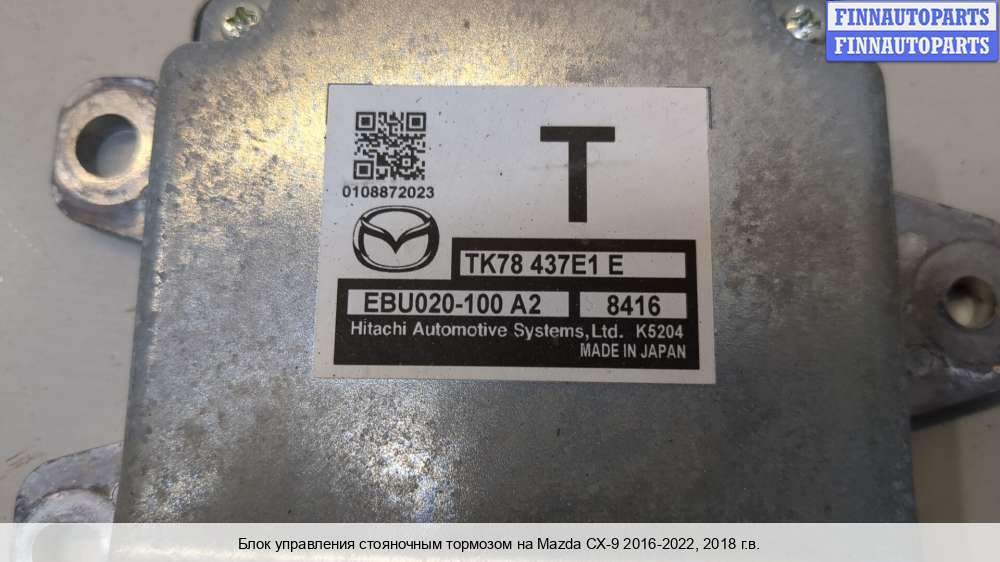 FINNAUTOPARTS
FINNAUTOPARTS
T
0108872023
TK78 437E1 E
EBU020-100 A2 8416
Hitachi Automotive Systems,Ltd. K5204
MADE IN JAPAN
Блок управления стояночным тормозом на Mazda CX-9 2016-2022, 2018 г.в.